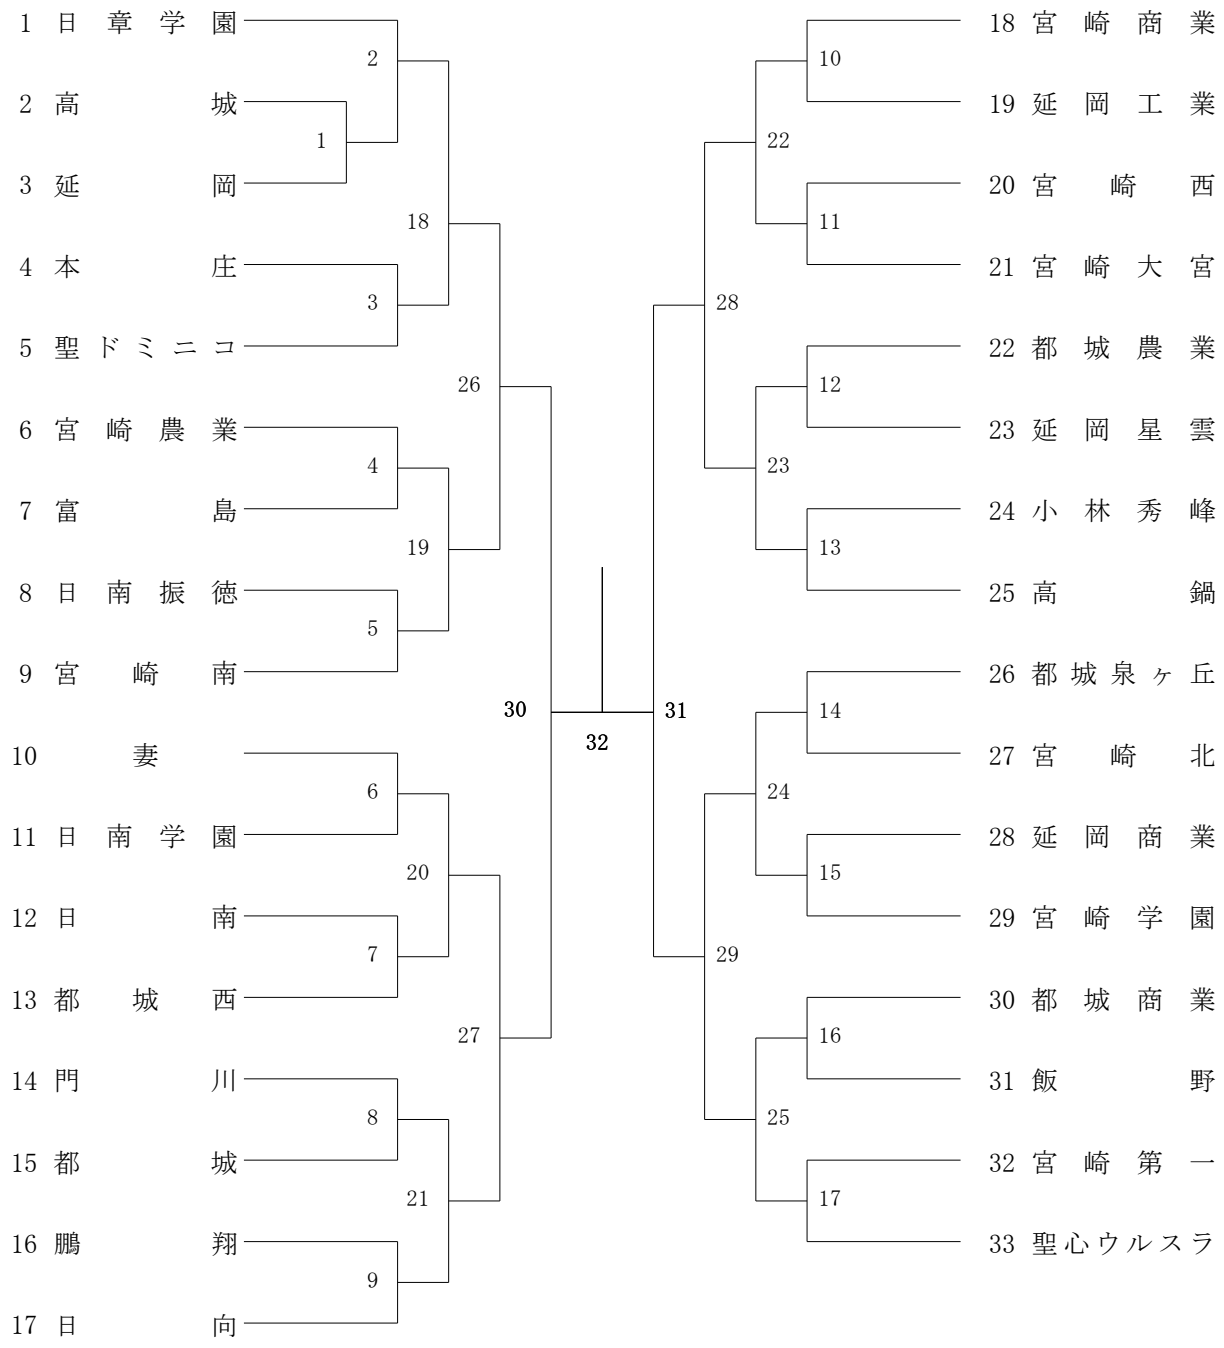 1 日章学園
2
2 高城
1
3 延岡
18
4 本庄
3
5 聖ドミニコ
26
6 宮崎農業
4
7 富島
19
8 日南振徳
5
9 宮崎南
30
10 妻
6
11 日南学園
20
12 日南
7
13 都城西
27
14 門川
8
15 都城
21
16 鵬翔
9
17 日向
32
31
18 宮崎商業
10
19 延岡工業
22
20 宮崎西
11
21 宮崎大宮
28
22 都城農業
12
23 延岡星雲
23
24 小林秀峰
13
25 高鍋
26 都城泉ヶ丘
14
27 宮崎北
24
28 延岡商業
15
29 宮崎学園
29
30 都城商業
16
31 飯野
25
32 宮崎第一
17
33 聖心ウルスラ